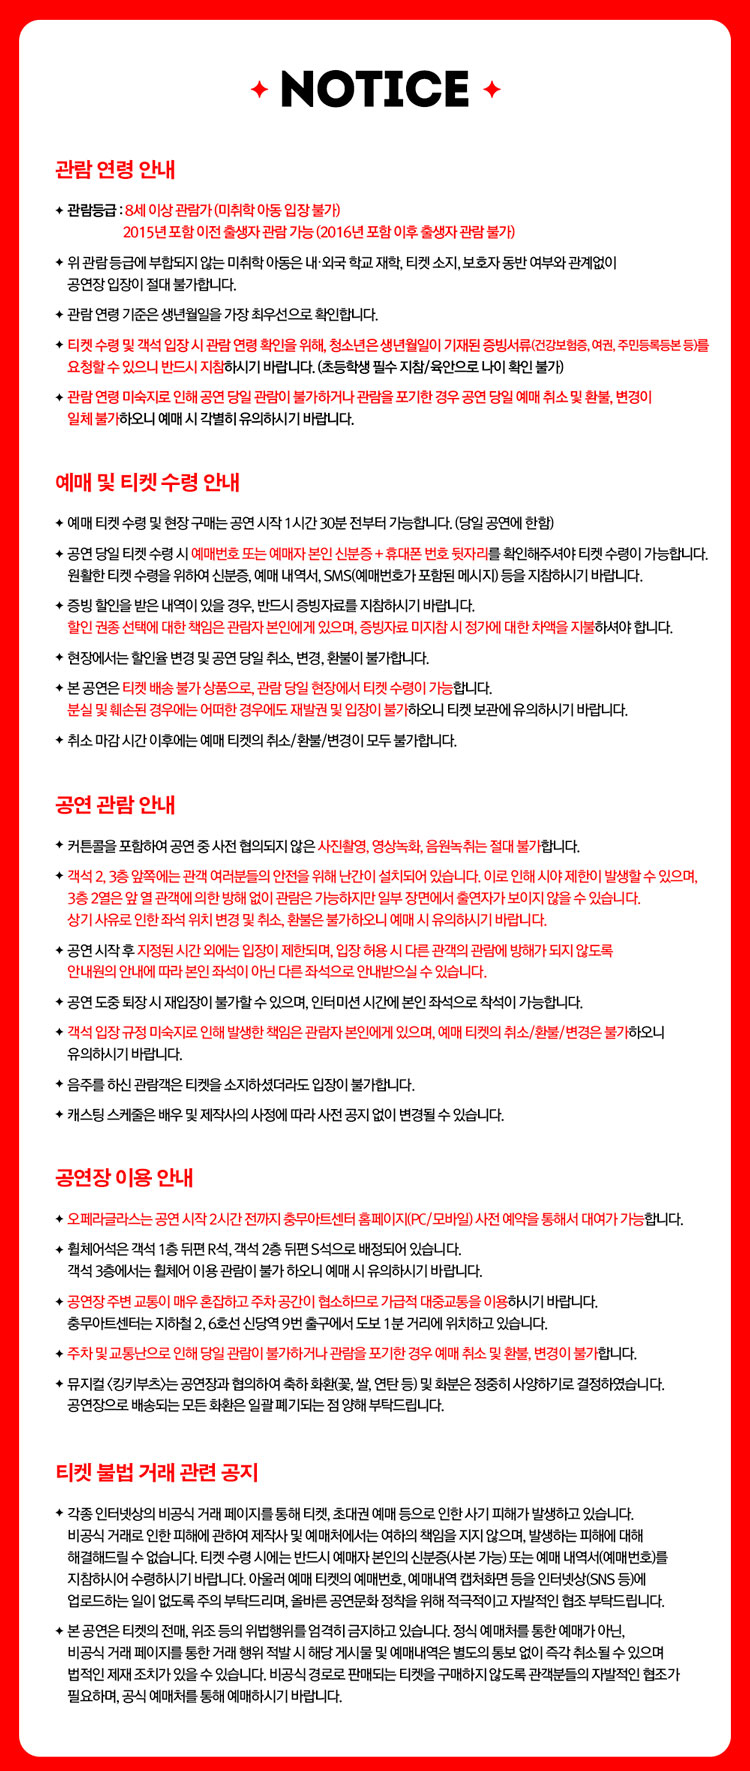 NOTICE
관람 연령 안내
✦ 관람등급 : 8세 이상 관람가 (미취학 아동 입장 불가)
2015년 포함 이전 출생자 관람 가능 (2016년 포함 이후 출생자 관람 불가)
✦ 위 관람 등급에 부합되지 않는 미취학 아동은 내·외국 학교 재학, 티켓 소지, 보호자 동반 여부와 관계없이
공연장 입장이 절대 불가합니다.
✦ 관람 연령 기준은 생년월일을 가장 최우선으로 확인합니다.
✦ 티켓 수령 및 객석 입장 시 관람 연령 확인을 위해, 청소년은 생년월일이 기재된 증빙서류(건강보험증, 여권, 주민등록등본 등)를
요청할 수 있으니 반드시 지참하시기 바랍니다. (초등학생 필수 지참/육안으로 나이 확인 불가)
✦ 관람 연령 미숙지로 인해 공연 당일 관람이 불가하거나 관람을 포기한 경우 공연 당일 예매 취소 및 환불, 변경이
일체 불가하오니 예매 시 각별히 유의하시기 바랍니다.
예매 및 티켓 수령 안내
✦ 예매 티켓 수령 및 현장 구매는 공연 시작 1시간 30분 전부터 가능합니다. (당일 공연에 한함)
✦ 공연 당일 티켓 수령 시 예매번호 또는 예매자 본인 신분증 + 휴대폰 번호 뒷자리를 확인해주셔야 티켓 수령이 가능합니다.
원활한 티켓 수령을 위하여 신분증, 예매 내역서, SMS(예매번호가 포함된 메시지) 등을 지참하시기 바랍니다.
✦ 증빙 할인을 받은 내역이 있을 경우, 반드시 증빙자료를 지참하시기 바랍니다.
할인 권종 선택에 대한 책임은 관람자 본인에게 있으며, 증빙자료 미지참 시 정가에 대한 차액을 지불하셔야 합니다.
✦ 현장에서는 할인율 변경 및 공연 당일 취소, 변경, 환불이 불가합니다.
✦ 본 공연은 티켓 배송 불가 상품으로, 관람 당일 현장에서 티켓 수령이 가능합니다.
분실 및 훼손된 경우에는 어떠한 경우에도 재발권 및 입장이 불가하오니 티켓 보관에 유의하시기 바랍니다.
✦ 취소 마감 시간 이후에는 예매 티켓의 취소/환불/변경이 모두 불가합니다.
공연 관람 안내
✦ 커튼콜을 포함하여 공연 중 사전 협의되지 않은 사진촬영, 영상녹화, 음원녹취는 절대 불가합니다.
✦ 객석 2, 3층 앞쪽에는 관객 여러분들의 안전을 위해 난간이 설치되어 있습니다. 이로 인해 시야 제한이 발생할 수 있으며,
3층 2열은 앞 열 관객에 의한 방해 없이 관람은 가능하지만 일부 장면에서 출연자가 보이지 않을 수 있습니다.
상기 사유로 인한 좌석 위치 변경 및 취소, 환불은 불가하오니 예매 시 유의하시기 바랍니다.
✦ 공연 시작 후 지정된 시간 외에는 입장이 제한되며, 입장 허용 시 다른 관객의 관람에 방해가 되지 않도록
안내원의 안내에 따라 본인 좌석이 아닌 다른 좌석으로 안내받으실 수 있습니다.
✦ 공연 도중 퇴장 시 재입장이 불가할 수 있으며, 인터미션 시간에 본인 좌석으로 착석이 가능합니다.
✦ 객석 입장 규정 미숙지로 인해 발생한 책임은 관람자 본인에게 있으며, 예매 티켓의 취소/환불/변경은 불가하오니
유의하시기 바랍니다.
✦ 음주를 하신 관람객은 티켓을 소지하셨더라도 입장이 불가합니다.
✦ 캐스팅 스케줄은 배우 및 제작사의 사정에 따라 사전 공지 없이 변경될 수 있습니다.
공연장 이용 안내
✦ 오페라글라스는 공연 시작 2시간 전까지 충무아트센터 홈페이지(PC/모바일) 사전 예약을 통해서 대여가 가능합니다.
✦ 휠체어석은 객석 1층 뒤편 R석, 객석 2층 뒤편 S석으로 배정되어 있습니다.
객석 3층에서는 휠체어 이용 관람이 불가 하오니 예매 시 유의하시기 바랍니다.
✦ 공연장 주변 교통이 매우 혼잡하고 주차 공간이 협소하므로 가급적 대중교통을 이용하시기 바랍니다.
충무아트센터는 지하철 2, 6호선 신당역 9번 출구에서 도보 1분 거리에 위치하고 있습니다.
✦ 주차 및 교통난으로 인해 당일 관람이 불가하거나 관람을 포기한 경우 예매 취소 및 환불, 변경이 불가합니다.
✦ 뮤지컬 〈킹키부츠〉는 공연장과 협의하여 축하 화환(꽃, 쌀, 연탄 등) 및 화분은 정중히 사양하기로 결정하였습니다.
공연장으로 배송되는 모든 화환은 일괄 폐기되는 점 양해 부탁드립니다.
티켓 불법 거래 관련 공지
✦ 각종 인터넷상의 비공식 거래 페이지를 통해 티켓, 초대권 예매 등으로 인한 사기 피해가 발생하고 있습니다.
비공식 거래로 인한 피해에 관하여 제작사 및 예매처에서는 여하의 책임을 지지 않으며, 발생하는 피해에 대해
해결해드릴 수 없습니다. 티켓 수령 시에는 반드시 예매자 본인의 신분증(사본 가능) 또는 예매 내역서(예매번호)를
지참하시어 수령하시기 바랍니다. 아울러 예매 티켓의 예매번호, 예매내역 캡처화면 등을 인터넷상(SNS 등)에
업로드하는 일이 없도록 주의 부탁드리며, 올바른 공연문화 정착을 위해 적극적이고 자발적인 협조 부탁드립니다.
✦ 본 공연은 티켓의 전매, 위조 등의 위법행위를 엄격히 금지하고 있습니다. 정식 예매처를 통한 예매가 아닌,
비공식 거래 페이지를 통한 거래 행위 적발 시 해당 게시물 및 예매내역은 별도의 통보 없이 즉각 취소될 수 있으며
법적인 제재 조치가 있을 수 있습니다. 비공식 경로로 판매되는 티켓을 구매하지 않도록 관객분들의 자발적인 협조가
필요하며, 공식 예매처를 통해 예매하시기 바랍니다.